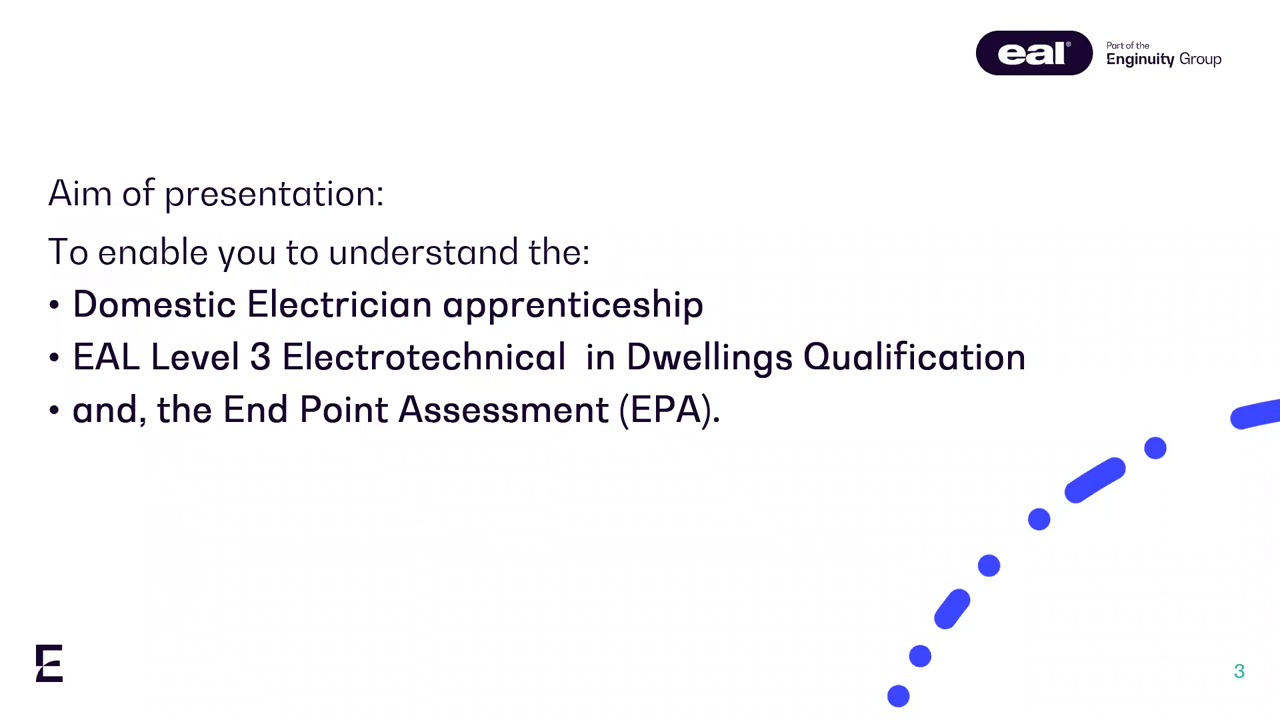 eal®
Part of the
Enginuity Group
Aim of presentation:
To enable you to understand the:
• Domestic Electrician apprenticeship
• EAL Level 3 Electrotechnical  in Dwellings Qualification
• and, the End Point Assessment (EPA).
E
3